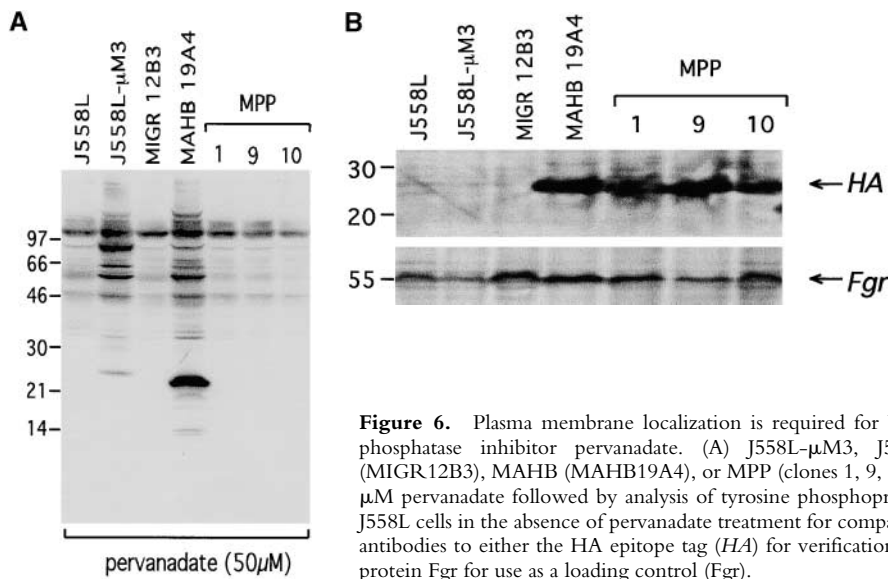 A
J558L
J558L-μM3
MIGR 12B3
MAHB 19A4
MPP
1 9 10
97
66
46
30
21
14
pervanadate (50μM)
B
J558L
J558L-μM3
MIGR 12B3
MAHB 19A4
MPP
1 9 10
30
20
HA
55
Fgr
Figure 6. Plasma membrane localization is required for
phosphatase inhibitor pervanadate. (A) J558L-μM3,
(MIGR12B3), MAHB (MAHB19A4), or MPP (clones 1, 9,
μM pervanadate followed by analysis of tyrosine
J558L cells in the absence of pervanadate treatment for
antibodies to either the HA epitope tag (HA) for verification
protein Fgr for use as a loading control (Fgr).